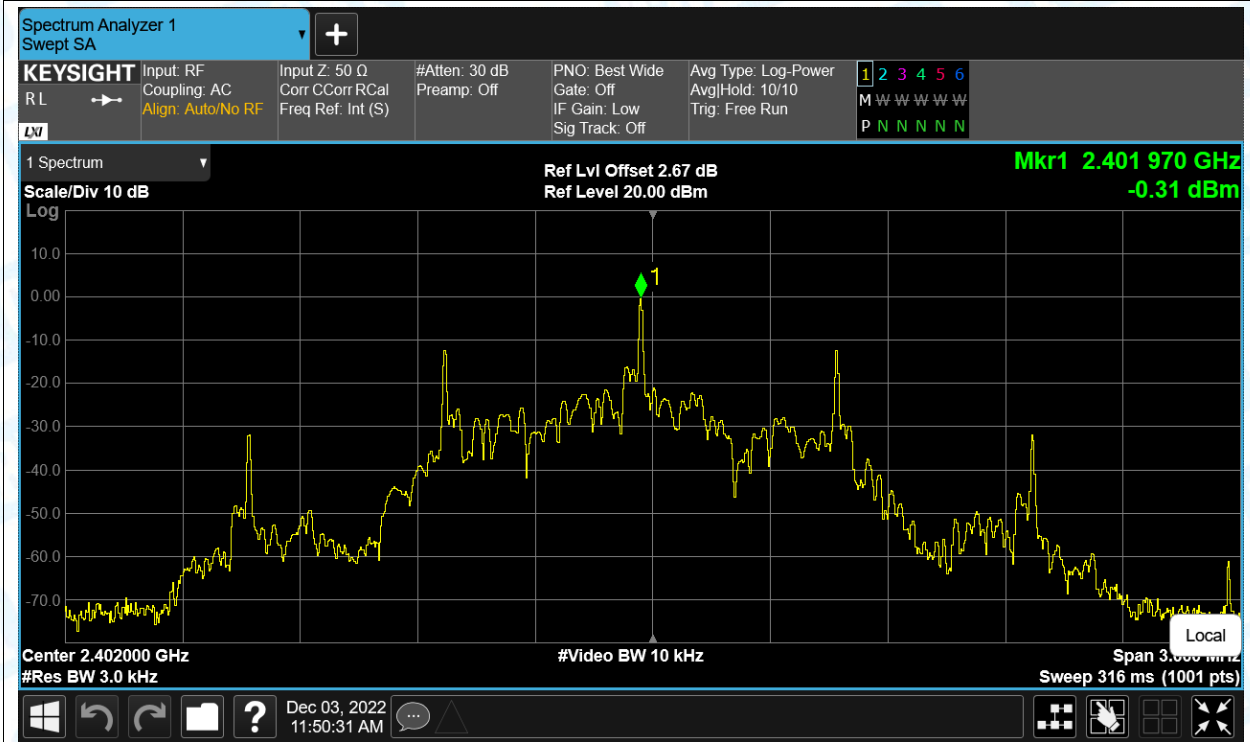 Spectrum Analyzer 1
Swept SA
+
KEYSIGHT
R L
LXI
Input: RF
Coupling: AC
Align: Auto/No RF
Input Z: 50 Ω
Corr CCorr RCal
Freq Ref: Int (S)
#Atten: 30 dB
Preamp: Off
PNO: Best Wide
Gate: Off
IF Gain: Low
Sig Track: Off
Avg Type: Log-Power
Avg|Hold: 10/10
Trig: Free Run
1 2 3 4 5 6
M W W W W W W
P N N N N N N
1 Spectrum
Scale/Div 10 dB
Log
Ref Lvl Offset 2.67 dB
Ref Level 20.00 dBm
Mkr1 2.401 970 GHz
-0.31 dBm
10.0
0.00
-10.0
-20.0
-30.0
-40.0
-50.0
-60.0
-70.0
1
Center 2.402000 GHz
#Res BW 3.0 kHz
#Video BW 10 kHz
Local
Span
Sweep 316 ms (1001 pts)
?
Dec 03, 2022
11:50:31 AM